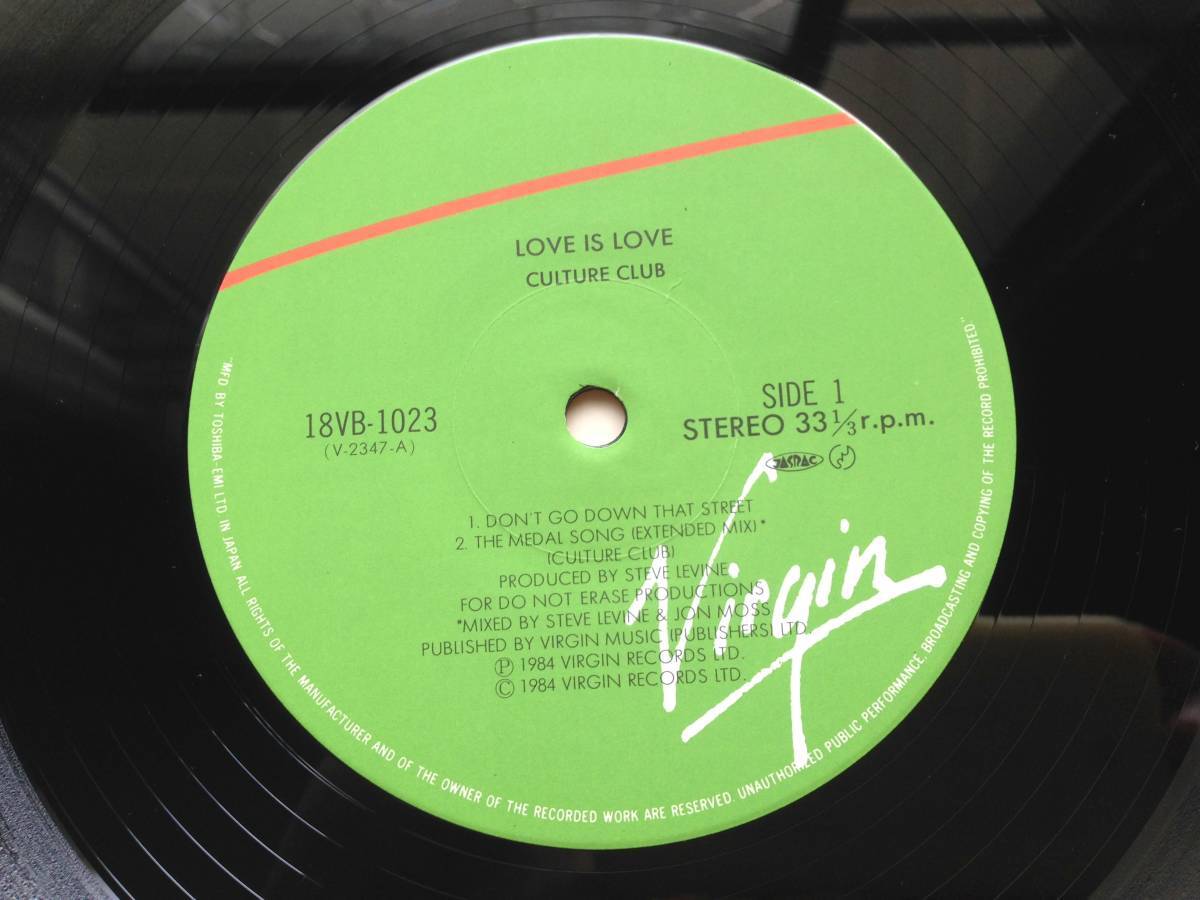 LOVE IS LOVE
CULTURE CLUB
18VB-1023
(V-2347-A)
SIDE 1
STEREO 33 1/3 r.p.m.
JASRAC
1. DON'T GO DOWN THAT STREET
2. THE MEDAL SONG (EXTENDED MIX)*
(CULTURE CLUB)
PRODUCED BY STEVE LEVINE
FOR DO NOT ERASE PRODUCTIONS
*MIXED BY STEVE LEVINE & JON MOSS
PUBLISHED BY VIRGIN MUSIC (PUBLISHERS) LTD.
Ⓟ 1984 VIRGIN RECORDS LTD.
© 1984 VIRGIN RECORDS LTD.
Virgin
"MFD BY TOSHIBA-EMI LTD. IN JAPAN ALL RIGHTS OF THE MANUFACTURER AND OF THE OWNER OF THE RECORDED WORK ARE RESERVED. UNAUTHORIZED PUBLIC PERFORMANCE, BROADCASTING AND COPYING OF THE RECORD PROHIBITED"